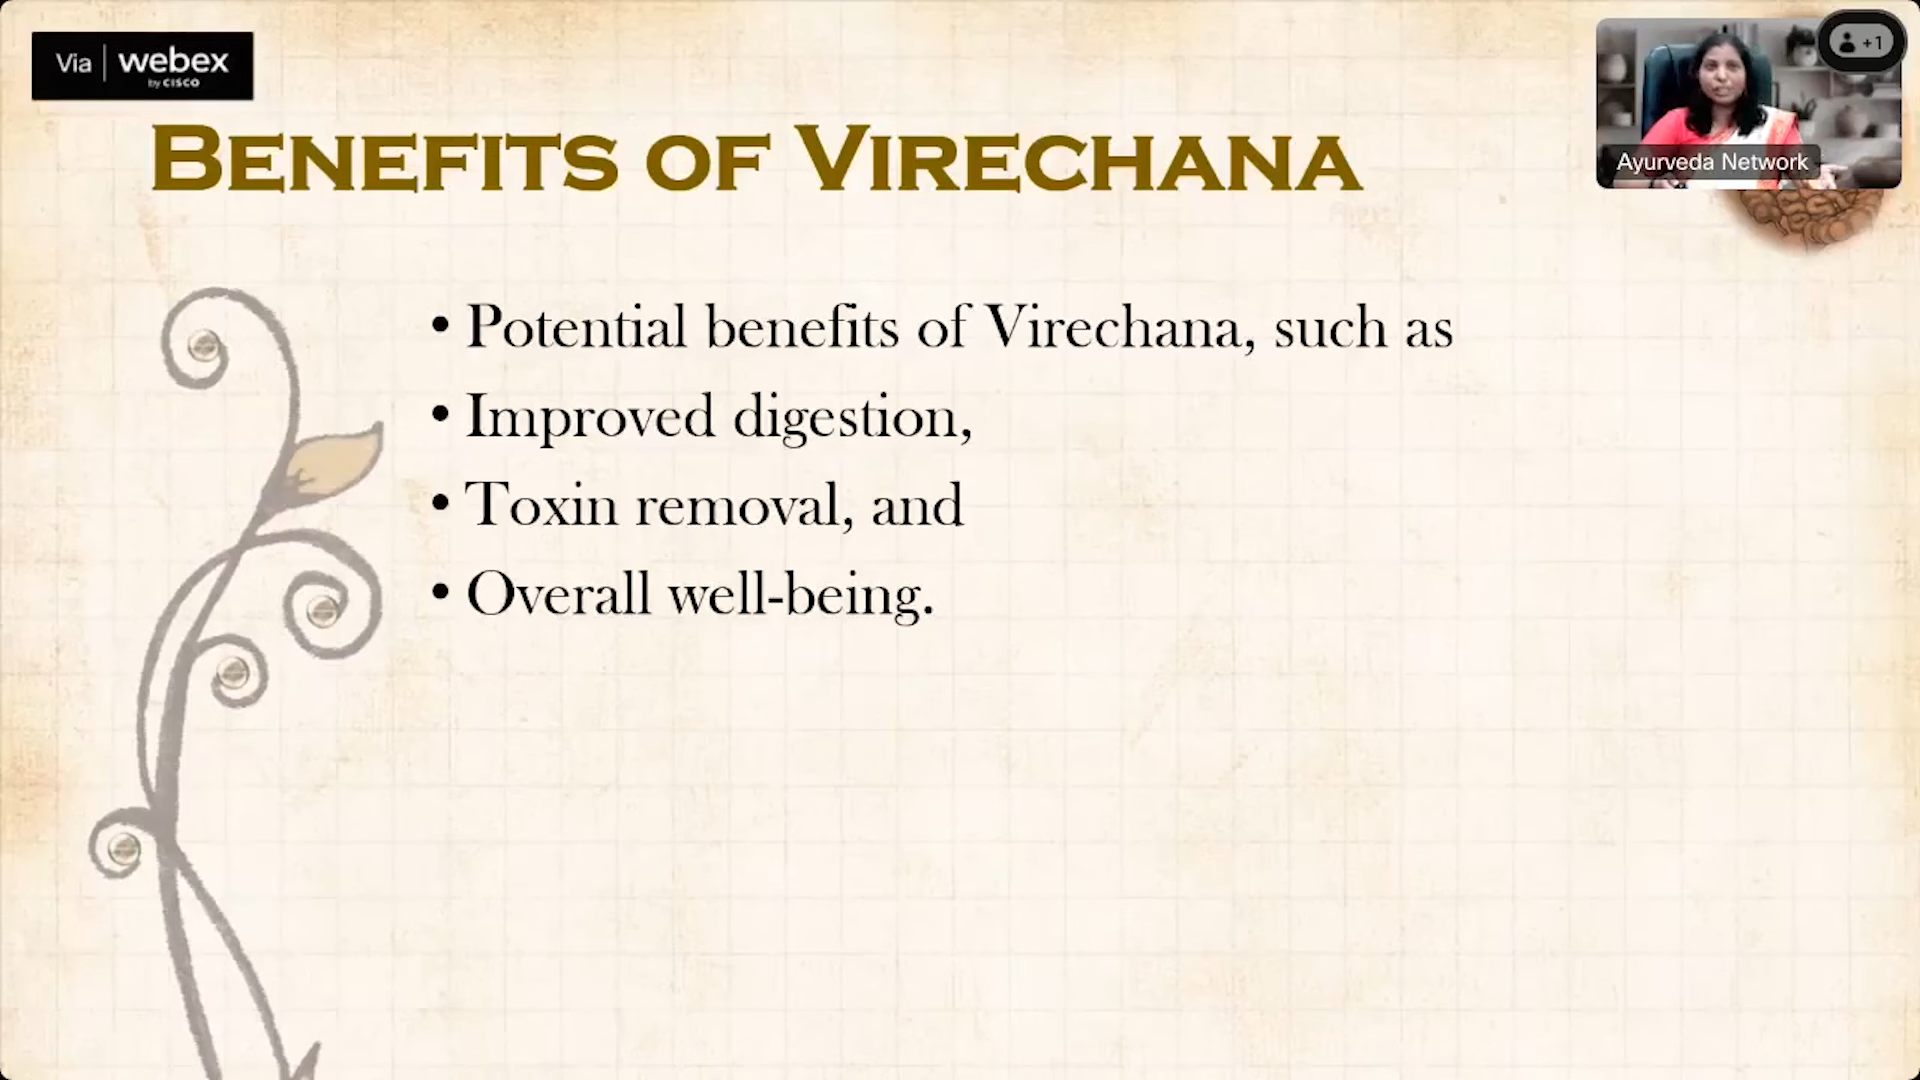 Via | webex
by CISCO
+1
Ayurveda Network
BENEFITS OF VIRECHANA
• Potential benefits of Virechana, such as
• Improved digestion,
• Toxin removal, and
• Overall well-being.